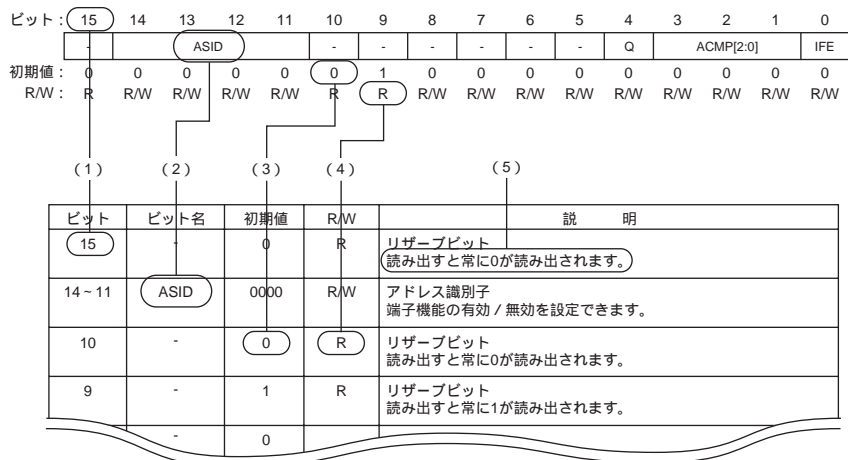 ビット： 15 14 13 12 11 10 9 8 7 6 5 4 3 2 1 0
- ASID - - - - - - Q ACMP[2:0] IFE
初期値： 0 0 0 0 0 0 1 0 0 0 0 0 0 0 0 0
R/W： R R/W R/W R/W R/W R R R/W R/W R/W R/W R/W R/W R/W R/W R/W
（1） （2） （3） （4） （5）
ビット ビット名 初期値 R/W 説 明
15 - 0 R リザーブビット
読み出すと常に0が読み出されます。
14～11 ASID 0000 R/W アドレス識別子
端子機能の有効／無効を設定できます。
10 - 0 R リザーブビット
読み出すと常に0が読み出されます。
9 - 1 R リザーブビット
読み出すと常に1が読み出されます。
- 0